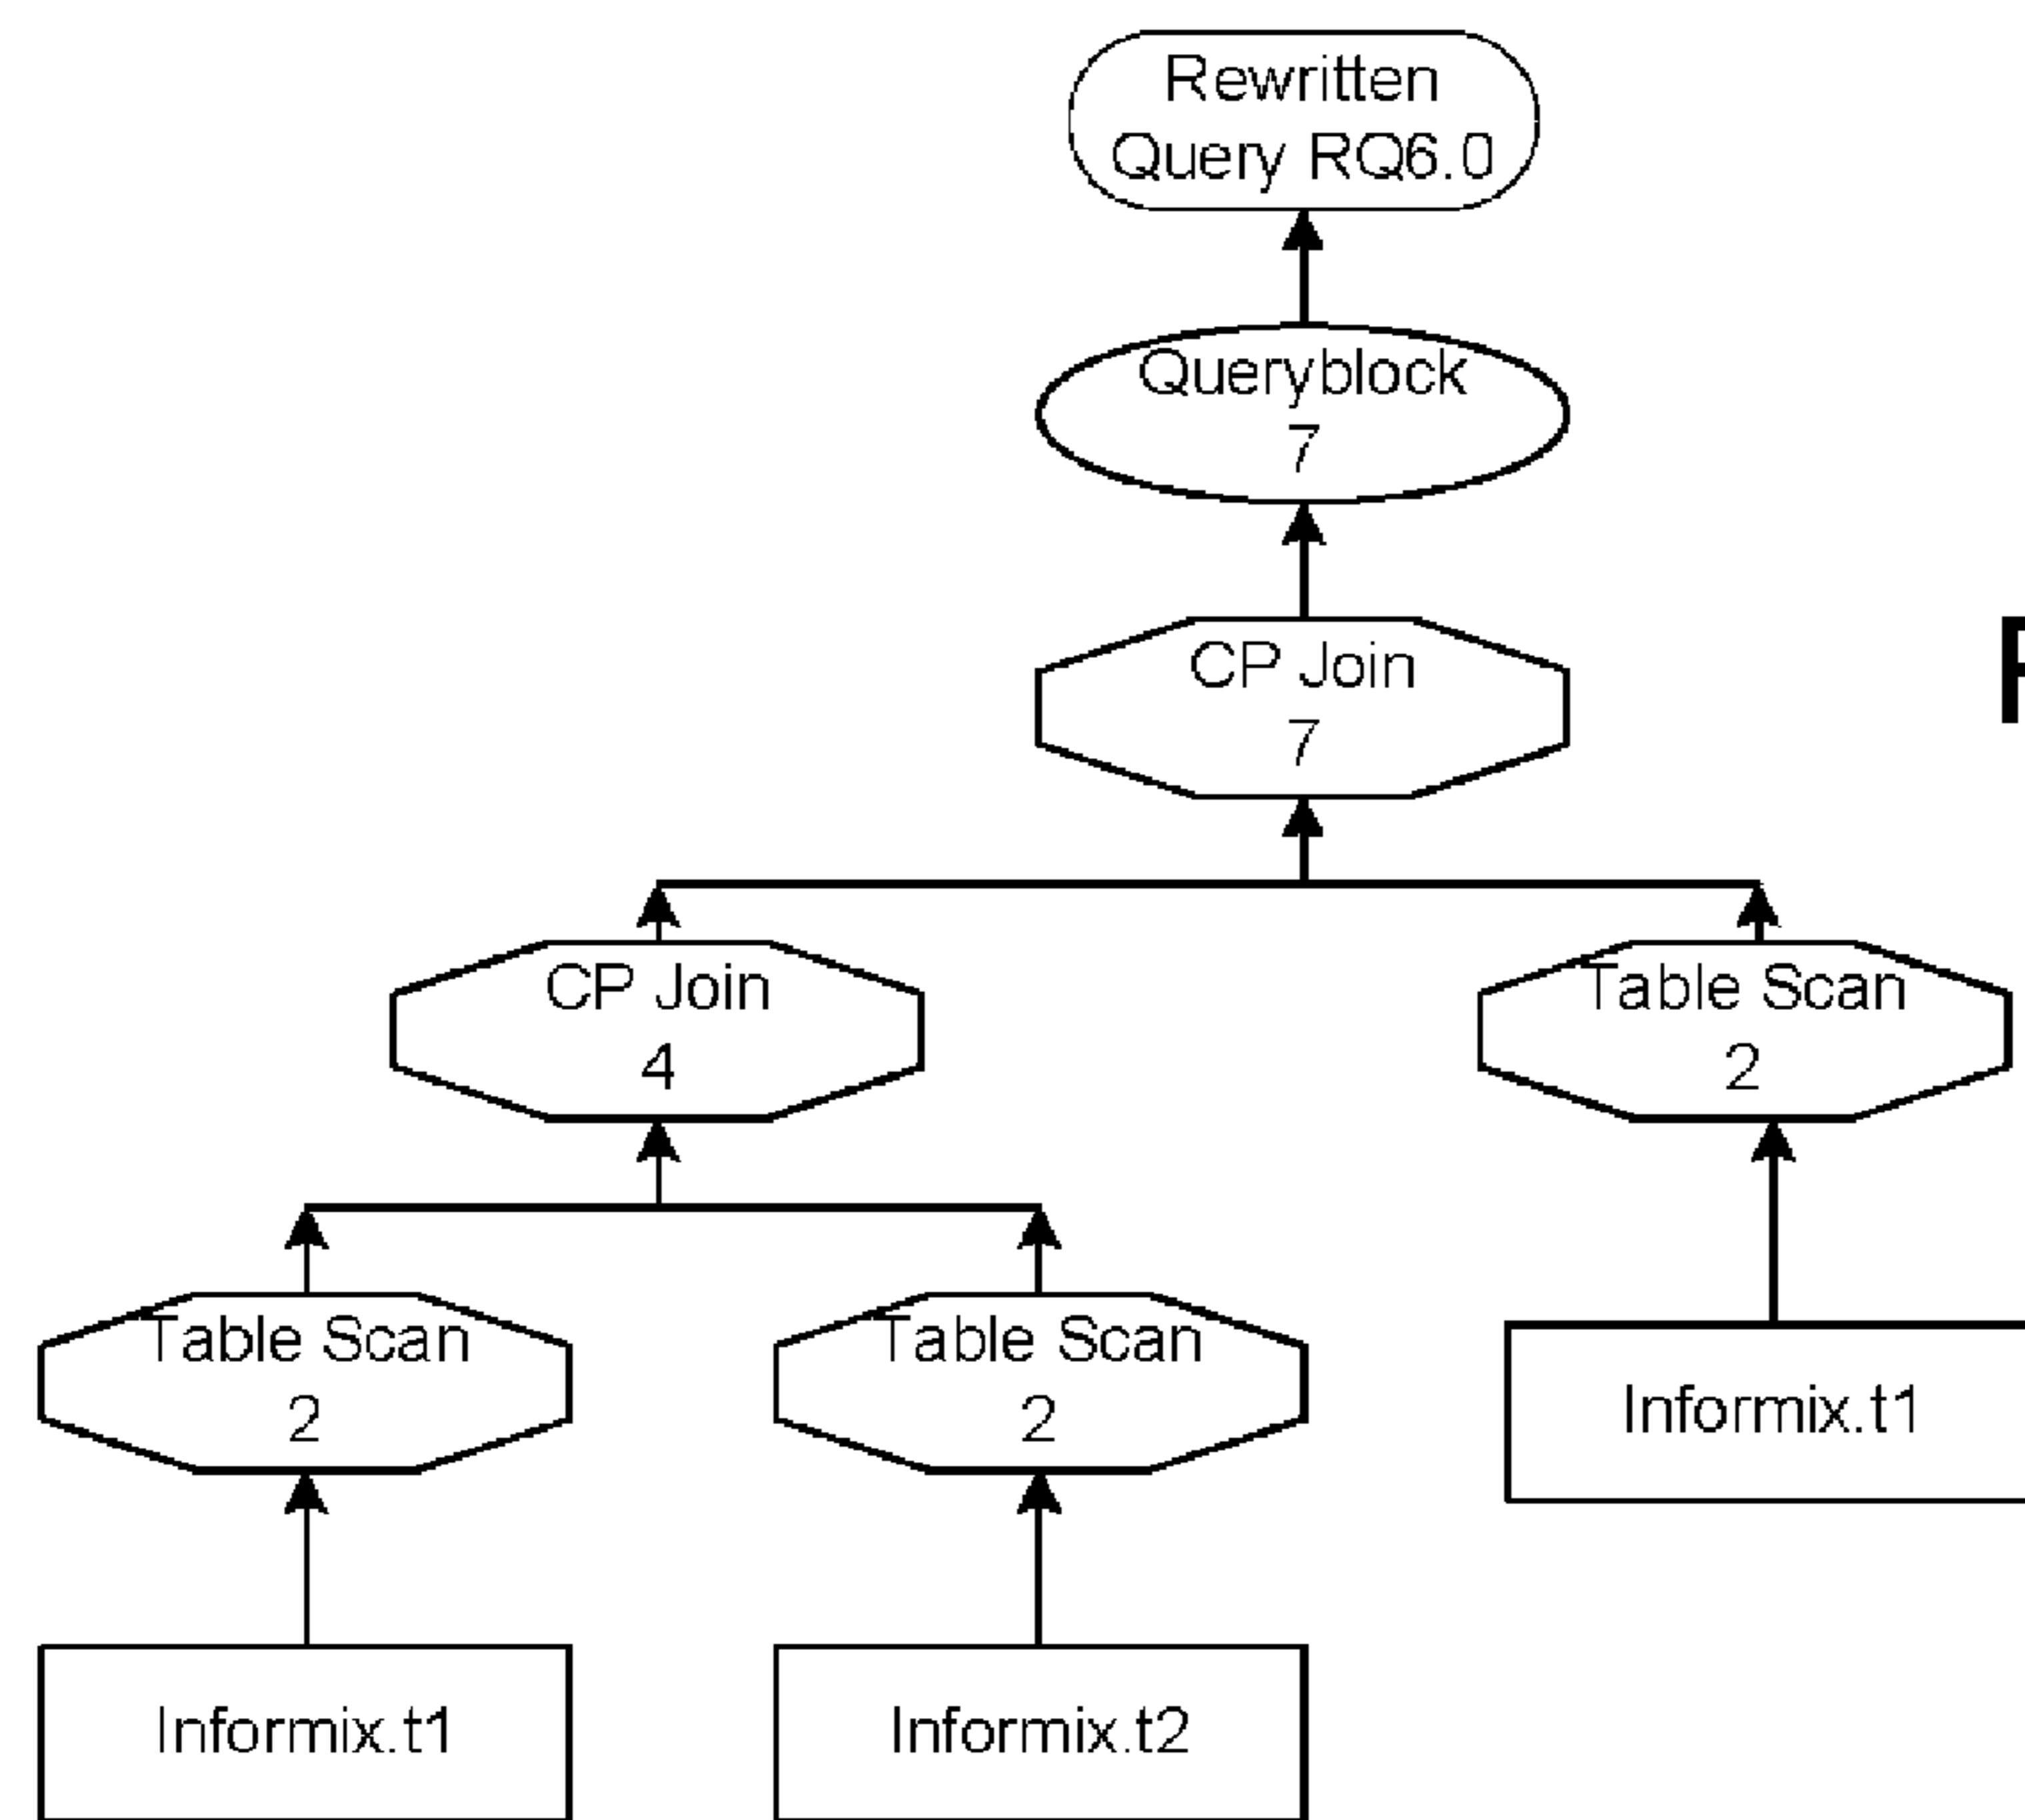 Rewritten
Query RQ6.0
Queryblock
7
CP Join
7
CP Join
4
Table Scan
2
Table Scan
2
Table Scan
2
Informix.t1
Informix.t1
Informix.t2